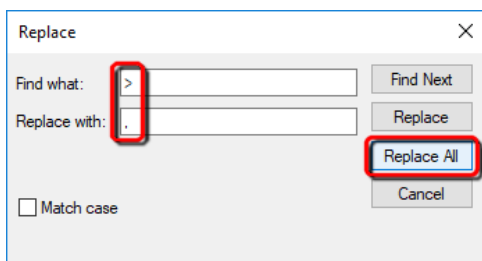 Replace
Find what: >
Find Next
Replace with: ,
Replace
Replace All
Match case
Cancel